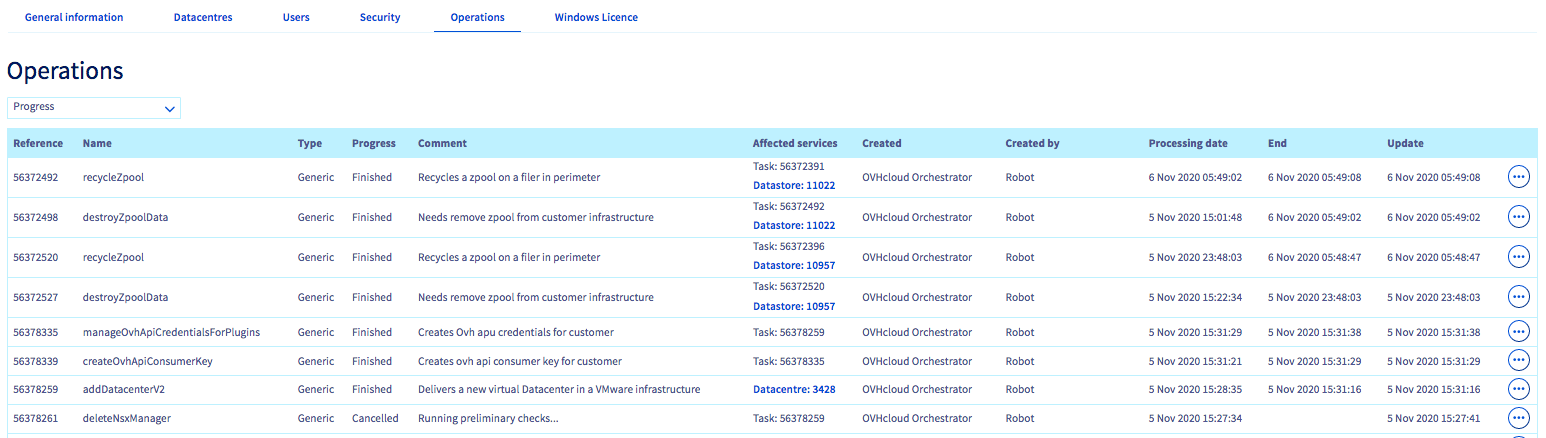 General information Datacentres Users Security Operations Windows Licence
Operations
Progress
Reference Name Type Progress Comment Affected services Created Created by Processing date End Update
56372492 recycleZpool Generic Finished Recycles a zpool on a filer in perimeter Task: 56372391 Datastore: 11022 OVHcloud Orchestrator Robot 6 Nov 2020 05:49:02 6 Nov 2020 05:49:08 6 Nov 2020 05:49:08
56372498 destroyZpoolData Generic Finished Needs remove zpool from customer infrastructure Task: 56372492 Datastore: 11022 OVHcloud Orchestrator Robot 5 Nov 2020 15:01:48 6 Nov 2020 05:49:02 6 Nov 2020 05:49:02
56372520 recycleZpool Generic Finished Recycles a zpool on a filer in perimeter Task: 56372396 Datastore: 10957 OVHcloud Orchestrator Robot 5 Nov 2020 23:48:03 6 Nov 2020 05:48:47 6 Nov 2020 05:48:47
56372527 destroyZpoolData Generic Finished Needs remove zpool from customer infrastructure Task: 56372520 Datastore: 10957 OVHcloud Orchestrator Robot 5 Nov 2020 15:22:34 5 Nov 2020 23:48:03 5 Nov 2020 23:48:03
56378335 manageOvhApiCredentialsForPlugins Generic Finished Creates Ovh apu credentials for customer Task: 56378259 OVHcloud Orchestrator Robot 5 Nov 2020 15:31:29 5 Nov 2020 15:31:38 5 Nov 2020 15:31:38
56378339 createOvhApiConsumerKey Generic Finished Creates ovh api consumer key for customer Task: 56378335 OVHcloud Orchestrator Robot 5 Nov 2020 15:31:21 5 Nov 2020 15:31:29 5 Nov 2020 15:31:29
56378259 addDatacenterV2 Generic Finished Delivers a new virtual Datacenter in a VMware infrastructure Datacentre: 3428 OVHcloud Orchestrator Robot 5 Nov 2020 15:28:35 5 Nov 2020 15:31:16 5 Nov 2020 15:31:16
56378261 deleteNsxManager Generic Cancelled Running preliminary checks... Task: 56378259 OVHcloud Orchestrator Robot 5 Nov 2020 15:27:34 5 Nov 2020 15:27:41